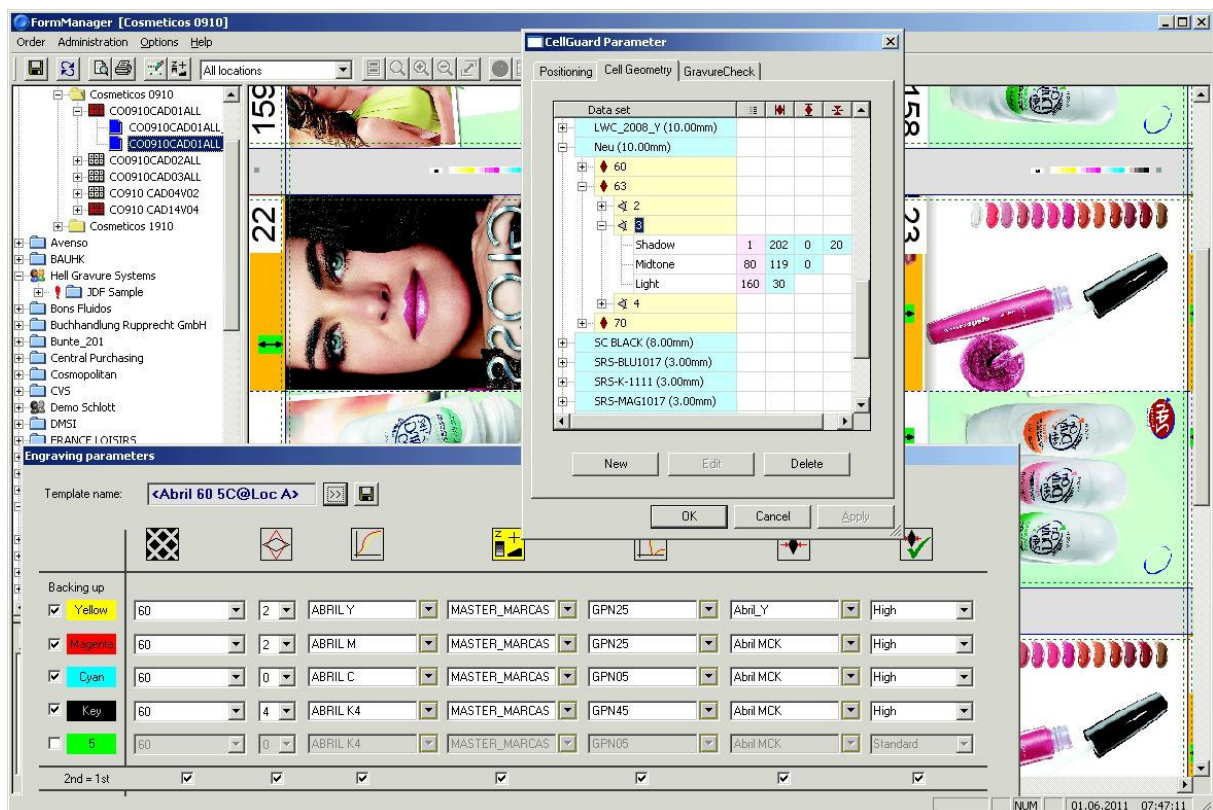 FormManager [Cosmeticos 0910]
Order Administration Options Help
All locations
Cosmeticos 0910
CO0910CAD01ALL
CO0910CAD01ALL_
CO0910CAD01ALL
CO0910CAD02ALL
CO0910CAD03ALL
CO910 CAD04V02
CO910 CAD14V04
Cosmeticos 1910
Avenso
BAUHK
Hell Gravure Systems
JDF Sample
Bons Fluidos
Buchhandlung Rupprecht GmbH
Bunte_201
Central Purchasing
Cosmopolitan
CVS
Demo Schlott
DMSI
FRANCE LOISIRS
159
22
158
23
CellGuard Parameter
Positioning Cell Geometry GravureCheck
Data set
LWC_2008_Y (10.00mm)
Neu (10.00mm)
60
63
2
3
Shadow 1 202 0 20
Midtone 80 119 0
Light 160 30
4
70
SC BLACK (8.00mm)
SRS-BLU1017 (3.00mm)
SRS-K-1111 (3.00mm)
SRS-MAG1017 (3.00mm)
New Edit Delete
OK Cancel Apply
Engraving parameters
Template name: <Abril 60 5C@Loc A> >>
Backing up
Yellow 60 2 ABRIL Y MASTER_MARCAS GPN25 Abril_Y High
Magenta 60 2 ABRIL M MASTER_MARCAS GPN25 Abril MCK High
Cyan 60 0 ABRIL C MASTER_MARCAS GPN05 Abril MCK High
Key 60 4 ABRIL K4 MASTER_MARCAS GPN45 Abril MCK High
5 60 0 ABRIL K4 MASTER_MARCAS GPN05 Abril MCK Standard
2nd = 1st
NUM 01.06.2011 07:47:11